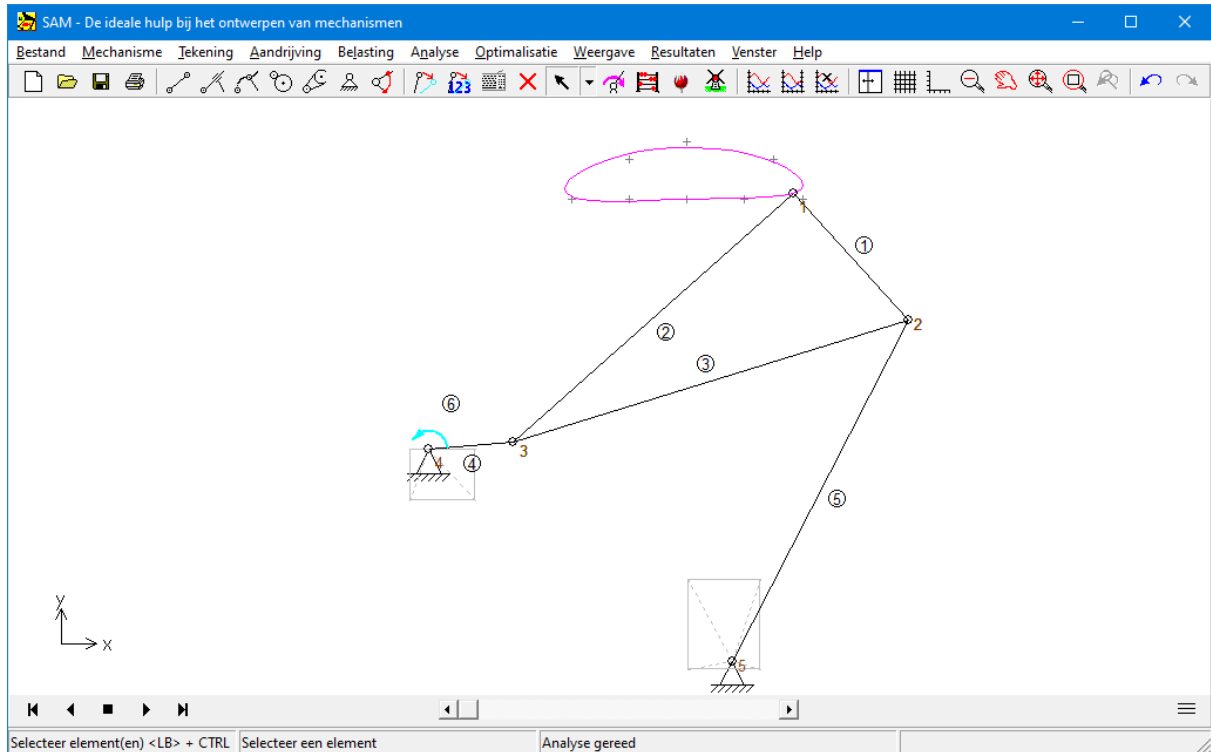 SAM - De ideale hulp bij het ontwerpen van mechanismen
Bestand Mechanisme Tekening Aandrijving Belasting Analyse Optimalisatie Weergave Resultaten Venster Help
123
1
①
2
②
③
⑥
3
4
④
⑤
y
x
5
Selecteer element(en) <LB> + CTRL Selecteer een element Analyse gereed